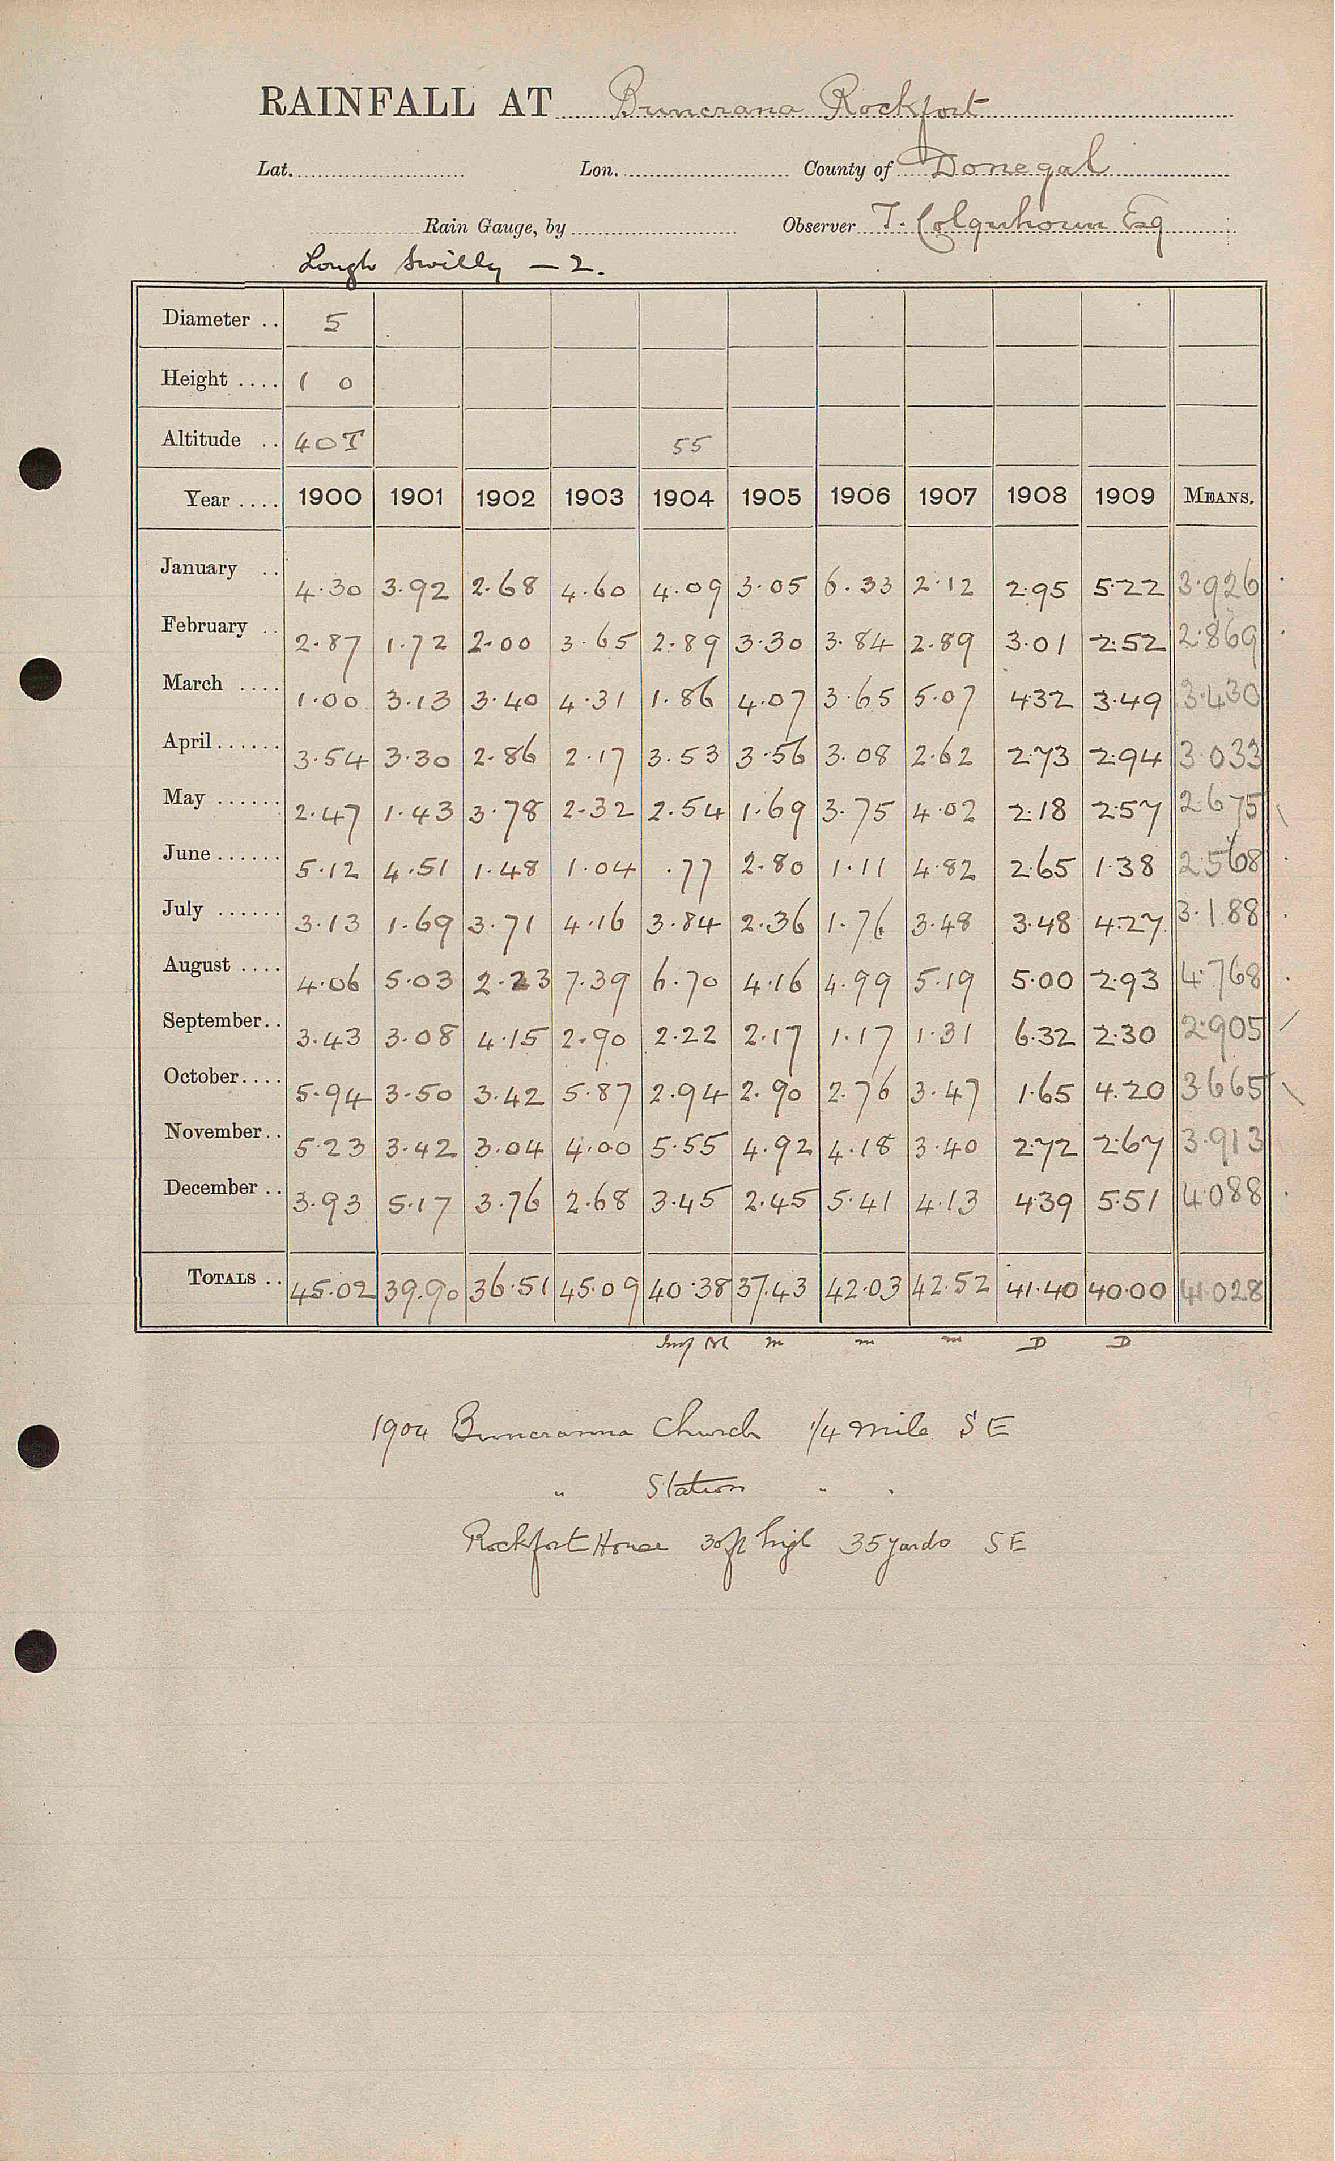 RAINFALL AT Buncrana Rockfort
Lat. Lon. County of Donegal
Rain Gauge, by Observer T. Colquhoun Esq
Lough Swilly — 2.
Diameter .. 5
Height .... 1 0
Altitude .. 40T 55
Year .... 1900 1901 1902 1903 1904 1905 1906 1907 1908 1909 MEANS.
January .. 4.30 3.92 2.68 4.60 4.09 3.05 6.33 2.12 2.95 5.22 3.926
February .. 2.87 1.72 2.00 3.65 2.89 3.30 3.84 2.89 3.01 2.52 2.869
March .... 1.00 3.13 3.40 4.31 1.86 4.07 3.65 5.07 4.32 3.49 3.430
April...... 3.54 3.30 2.86 2.17 3.53 3.56 3.08 2.62 2.73 2.94 3.033
May ...... 2.47 1.43 3.78 2.32 2.54 1.69 3.75 4.02 2.18 2.57 2.675
June...... 5.12 4.51 1.48 1.04 .77 2.80 1.11 4.82 2.65 1.38 2.568
July ...... 3.13 1.69 3.71 4.16 3.84 2.36 1.76 3.48 3.48 4.27 3.188
August .... 4.06 5.03 2.23 7.39 6.70 4.16 4.99 5.19 5.00 2.93 4.768
September.. 3.43 3.08 4.15 2.90 2.22 2.17 1.17 1.31 6.32 2.30 2.905
October.... 5.94 3.50 3.42 5.87 2.94 2.90 2.76 3.47 1.65 4.20 3.665
November.. 5.23 3.42 3.04 4.00 5.55 4.92 4.18 3.40 2.72 2.67 3.913
December .. 3.93 5.17 3.76 2.68 3.45 2.45 5.41 4.13 4.39 5.51 4.088
TOTALS .. 45.02 39.90 36.51 45.09 40.38 37.43 42.03 42.52 41.40 40.00 41.028
m m m D D
1904 Buncranna Church 1/4 mile S E
" Station " "
Rockfort House 30ft high 35 yards S E